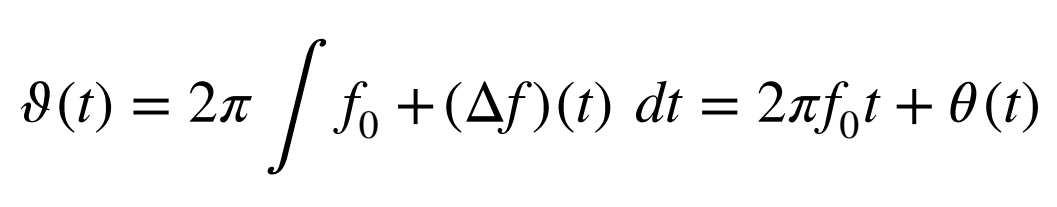 ϑ(t) = 2π ∫ f₀ + (Δf)(t) dt = 2πf₀t + θ(t)